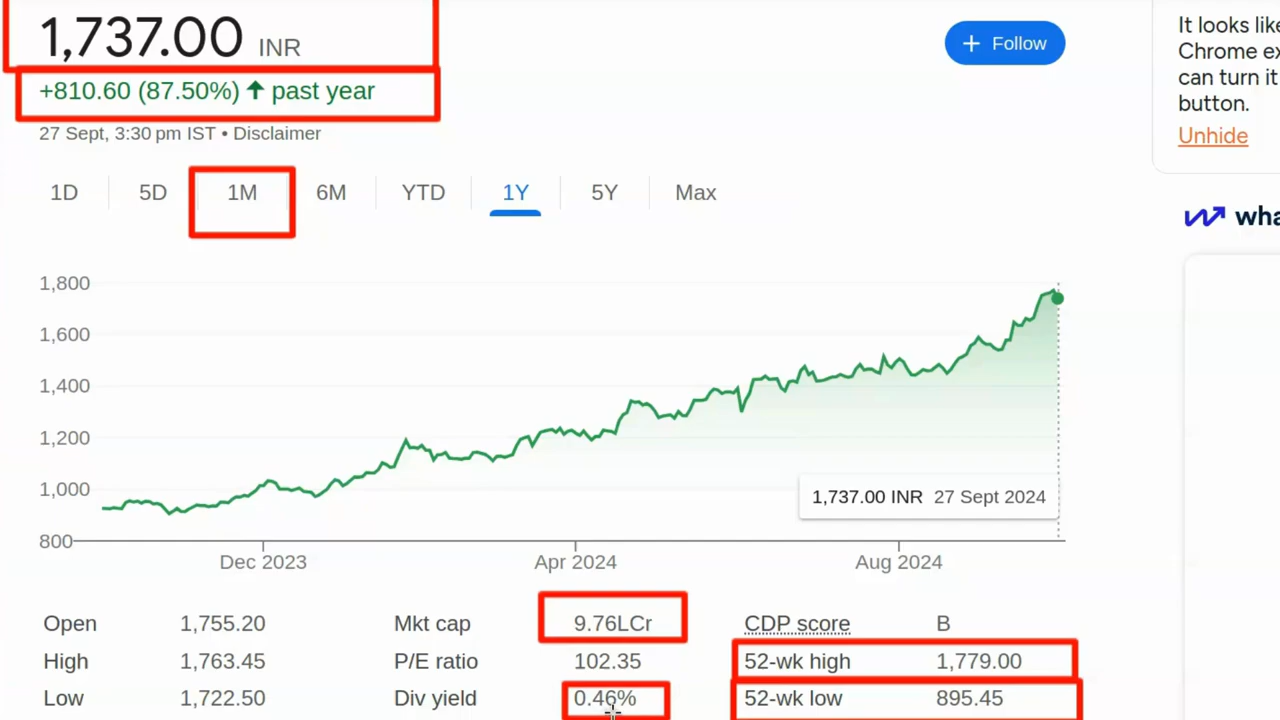 1,737.00 INR
+ Follow
+810.60 (87.50%) ↑ past year
27 Sept, 3:30 pm IST • Disclaimer
1D 5D 1M 6M YTD 1Y 5Y Max
1,800
1,600
1,400
1,200
1,000
800
1,737.00 INR 27 Sept 2024
Dec 2023 Apr 2024 Aug 2024
Open 1,755.20 Mkt cap 9.76LCr CDP score B
High 1,763.45 P/E ratio 102.35 52-wk high 1,779.00
Low 1,722.50 Div yield 0.46% 52-wk low 895.45
It looks like
Chrome ex
can turn it
button.
Unhide
wha